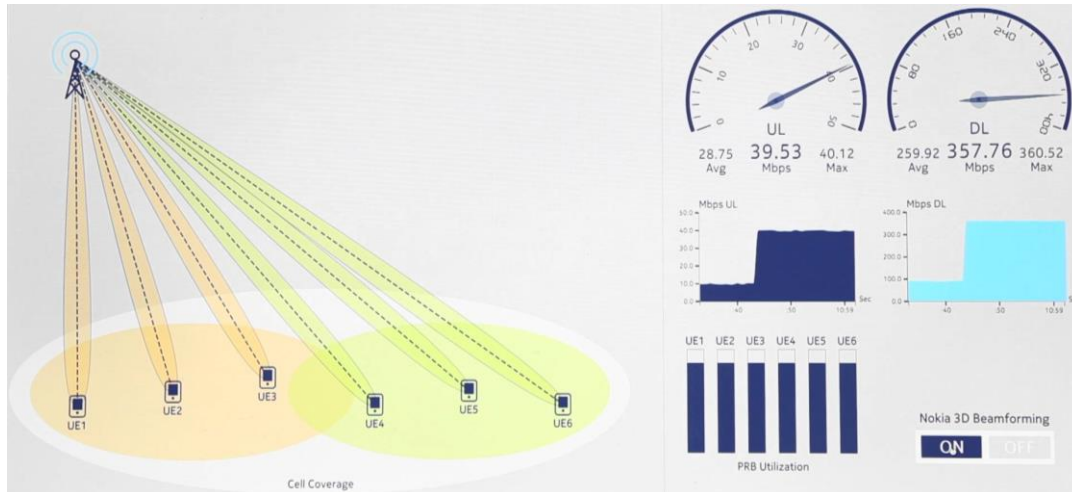 UE1
UE2
UE3
UE4
UE5
UE6
Cell Coverage
0 10 20 30 40 50
UL
28.75 39.53 40.12
Avg Mbps Max
0 80 160 240 320 400
DL
259.92 357.76 360.52
Avg Mbps Max
Mbps UL
50.0
40.0
30.0
20.0
10.0
0.0
:40 :50 10:59
Sec
Mbps DL
400.0
300.0
200.0
100.0
0.0
:40 :50 10:59
UE1 UE2 UE3 UE4 UE5 UE6
PRB Utilization
Nokia 3D Beamforming
ON OFF